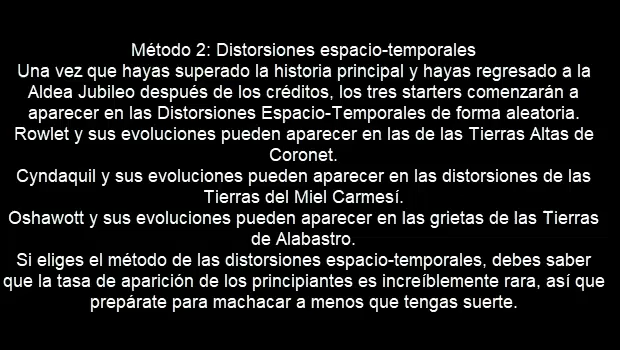 Método 2: Distorsiones espacio-temporales
Una vez que hayas superado la historia principal y hayas regresado a la
Aldea Jubileo después de los créditos, los tres starters comenzarán a
aparecer en las Distorsiones Espacio-Temporales de forma aleatoria.
Rowlet y sus evoluciones pueden aparecer en las de las Tierras Altas de
Coronet.
Cyndaquil y sus evoluciones pueden aparecer en las distorsiones de las
Tierras del Miel Carmesí.
Oshawott y sus evoluciones pueden aparecer en las grietas de las Tierras
de Alabastro.
Si eliges el método de las distorsiones espacio-temporales, debes saber
que la tasa de aparición de los principiantes es increíblemente rara, así que
prepárate para machacar a menos que tengas suerte.